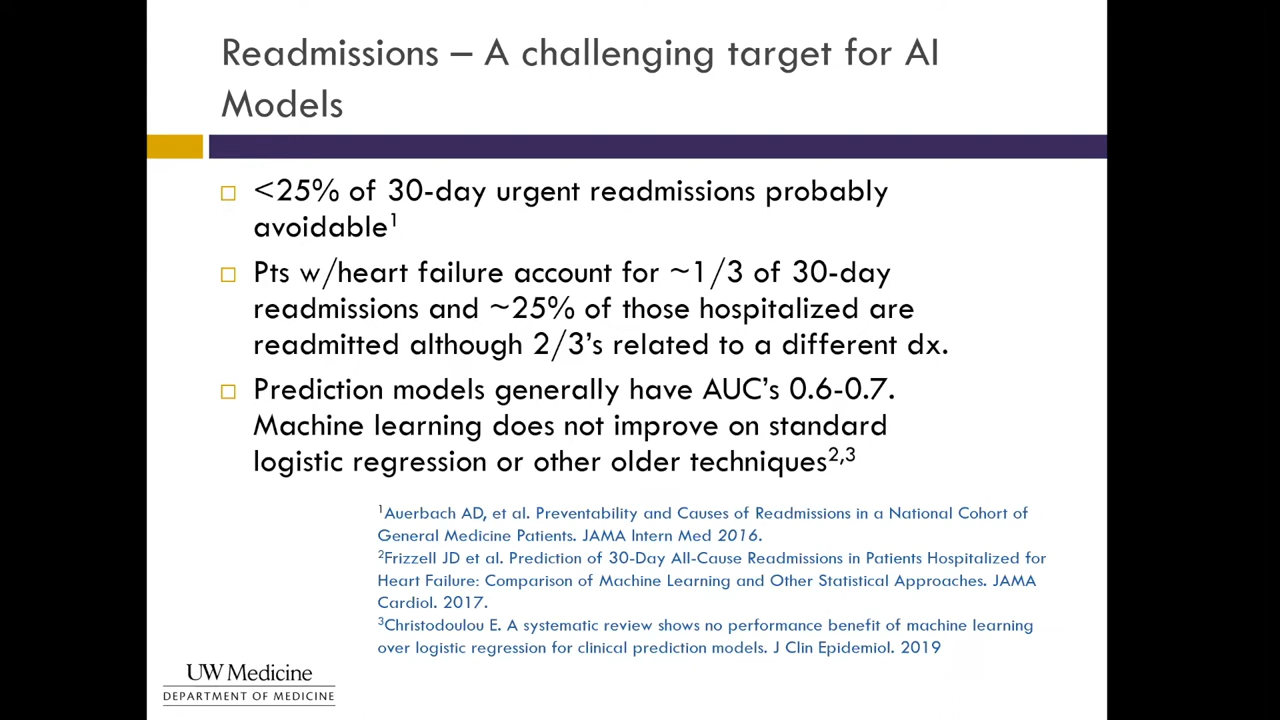 Readmissions – A challenging target for AI
Models
<25% of 30-day urgent readmissions probably
avoidable¹
Pts w/heart failure account for ~1/3 of 30-day
readmissions and ~25% of those hospitalized are
readmitted although 2/3's related to a different dx.
Prediction models generally have AUC's 0.6-0.7.
Machine learning does not improve on standard
logistic regression or other older techniques²,³
¹Auerbach AD, et al. Preventability and Causes of Readmissions in a National Cohort of
General Medicine Patients. JAMA Intern Med 2016.
²Frizzell JD et al. Prediction of 30-Day All-Cause Readmissions in Patients Hospitalized for
Heart Failure: Comparison of Machine Learning and Other Statistical Approaches. JAMA
Cardiol. 2017.
³Christodoulou E. A systematic review shows no performance benefit of machine learning
over logistic regression for clinical prediction models. J Clin Epidemiol. 2019
UW Medicine
DEPARTMENT OF MEDICINE